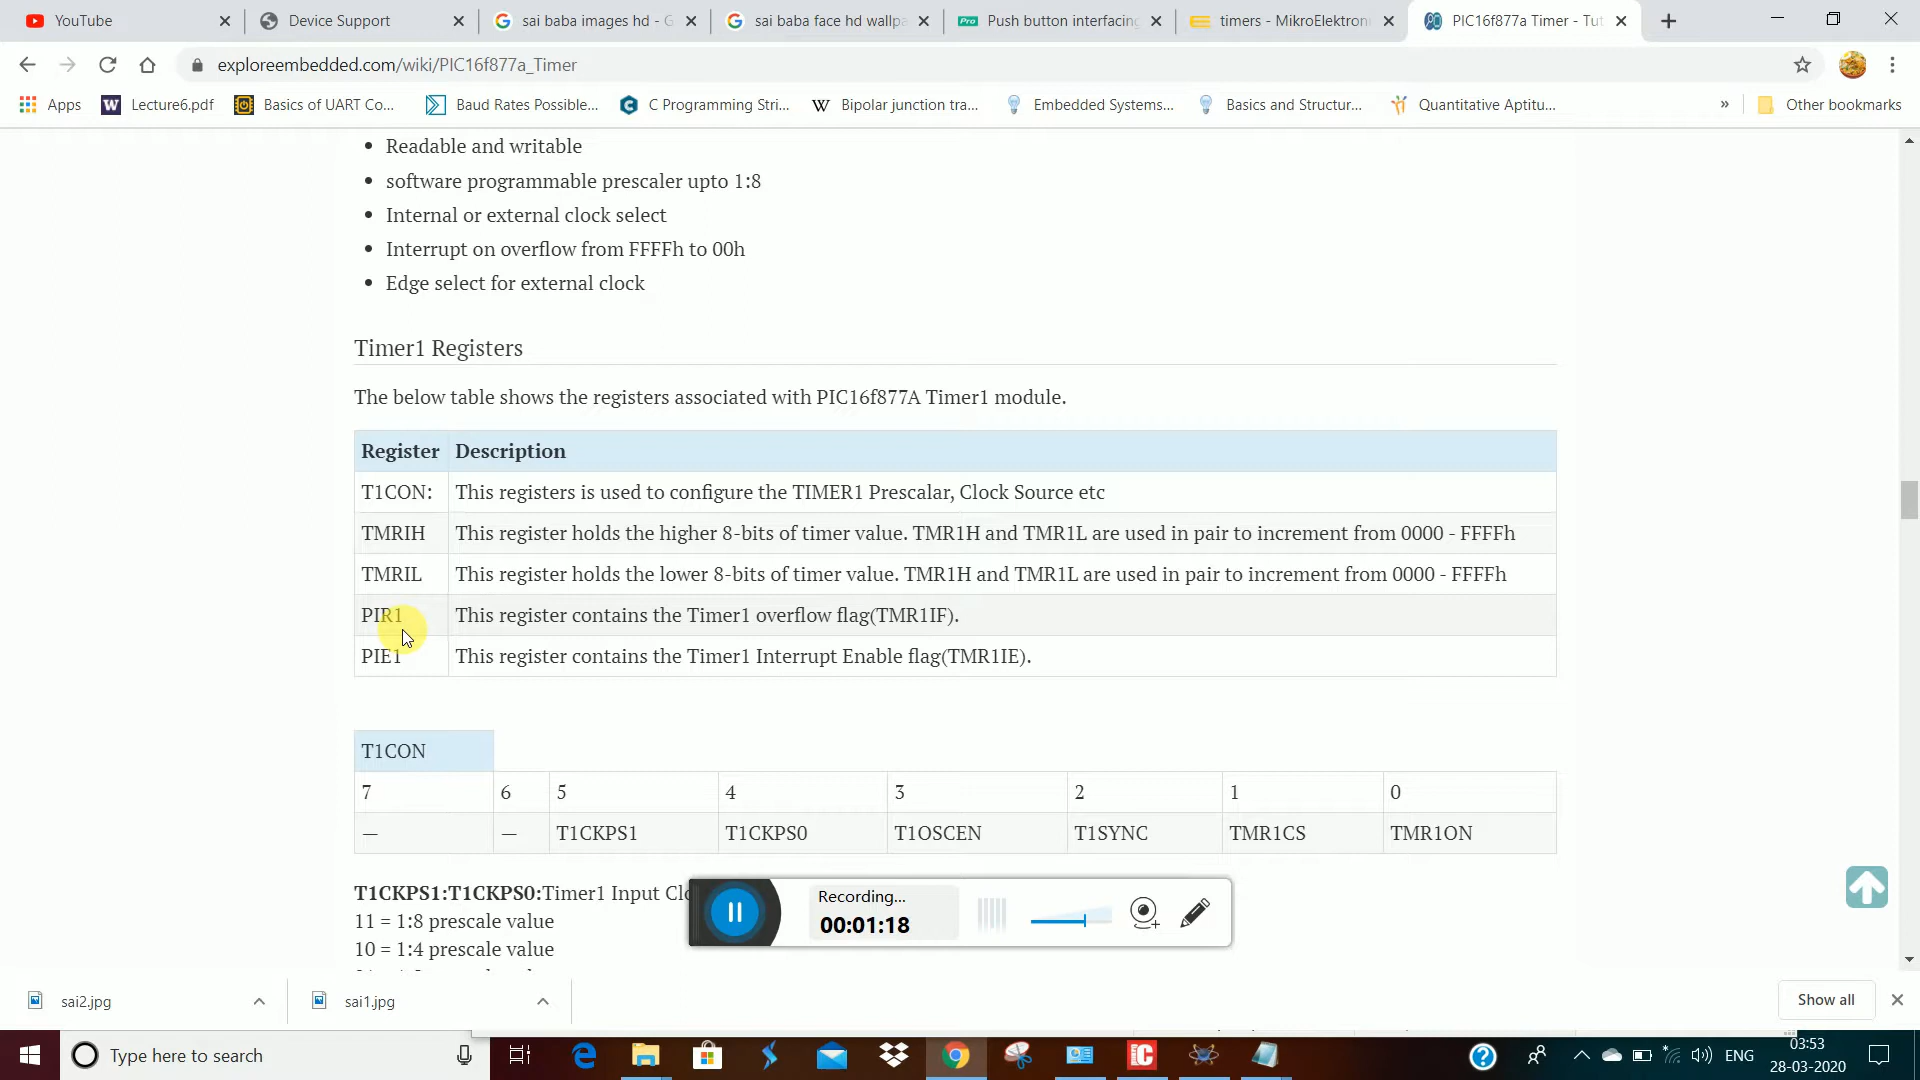 YouTube
Device Support
sai baba images hd - G
sai baba face hd wallpa
Pro Push button interfacing
timers - MikroElektron
PIC16f877a Timer - Tut
exploreembedded.com/wiki/PIC16f877a_Timer
Apps
W Lecture6.pdf
Basics of UART Co...
Baud Rates Possible...
C Programming Stri...
W Bipolar junction tra...
Embedded Systems...
Basics and Structur...
Quantitative Aptitu...
»
Other bookmarks
• Readable and writable
• software programmable prescaler upto 1:8
• Internal or external clock select
• Interrupt on overflow from FFFFh to 00h
• Edge select for external clock
Timer1 Registers
The below table shows the registers associated with PIC16f877A Timer1 module.
Register Description
T1CON: This registers is used to configure the TIMER1 Prescalar, Clock Source etc
TMRIH This register holds the higher 8-bits of timer value. TMR1H and TMR1L are used in pair to increment from 0000 - FFFFh
TMRIL This register holds the lower 8-bits of timer value. TMR1H and TMR1L are used in pair to increment from 0000 - FFFFh
PIR1 This register contains the Timer1 overflow flag(TMR1IF).
PIE1 This register contains the Timer1 Interrupt Enable flag(TMR1IE).
T1CON
7 6 5 4 3 2 1 0
— — T1CKPS1 T1CKPS0 T1OSCEN T1SYNC TMR1CS TMR1ON
T1CKPS1:T1CKPS0:Timer1 Input Clo
11 = 1:8 prescale value
10 = 1:4 prescale value
Recording...
00:01:18
sai2.jpg
sai1.jpg
Show all
Type here to search
ENG
03:53
28-03-2020